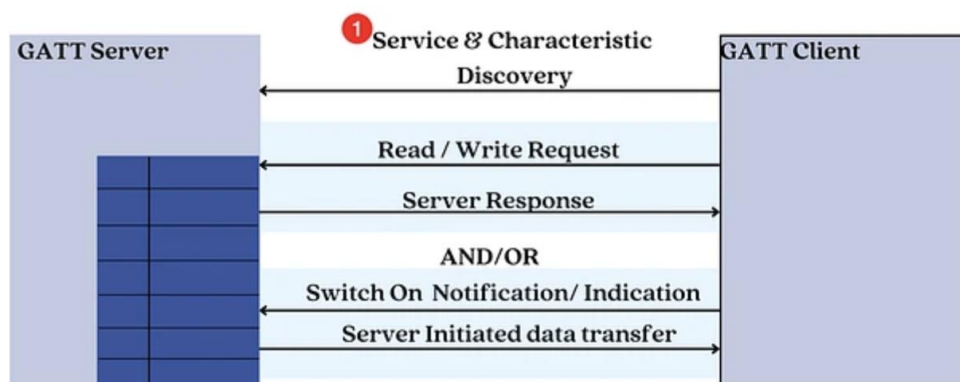 GATT Server
1
Service & Characteristic
Discovery
GATT Client
Read / Write Request
Server Response
AND/OR
Switch On Notification/ Indication
Server Initiated data transfer